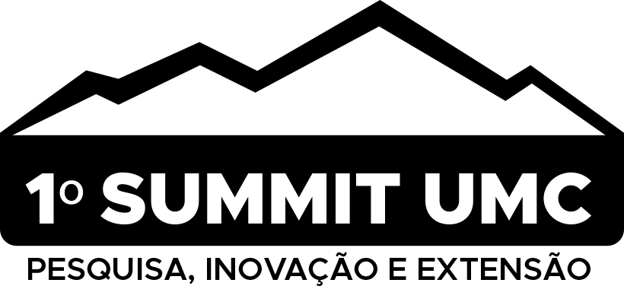 1º SUMMIT UMC
PESQUISA, INOVAÇÃO E EXTENSÃO